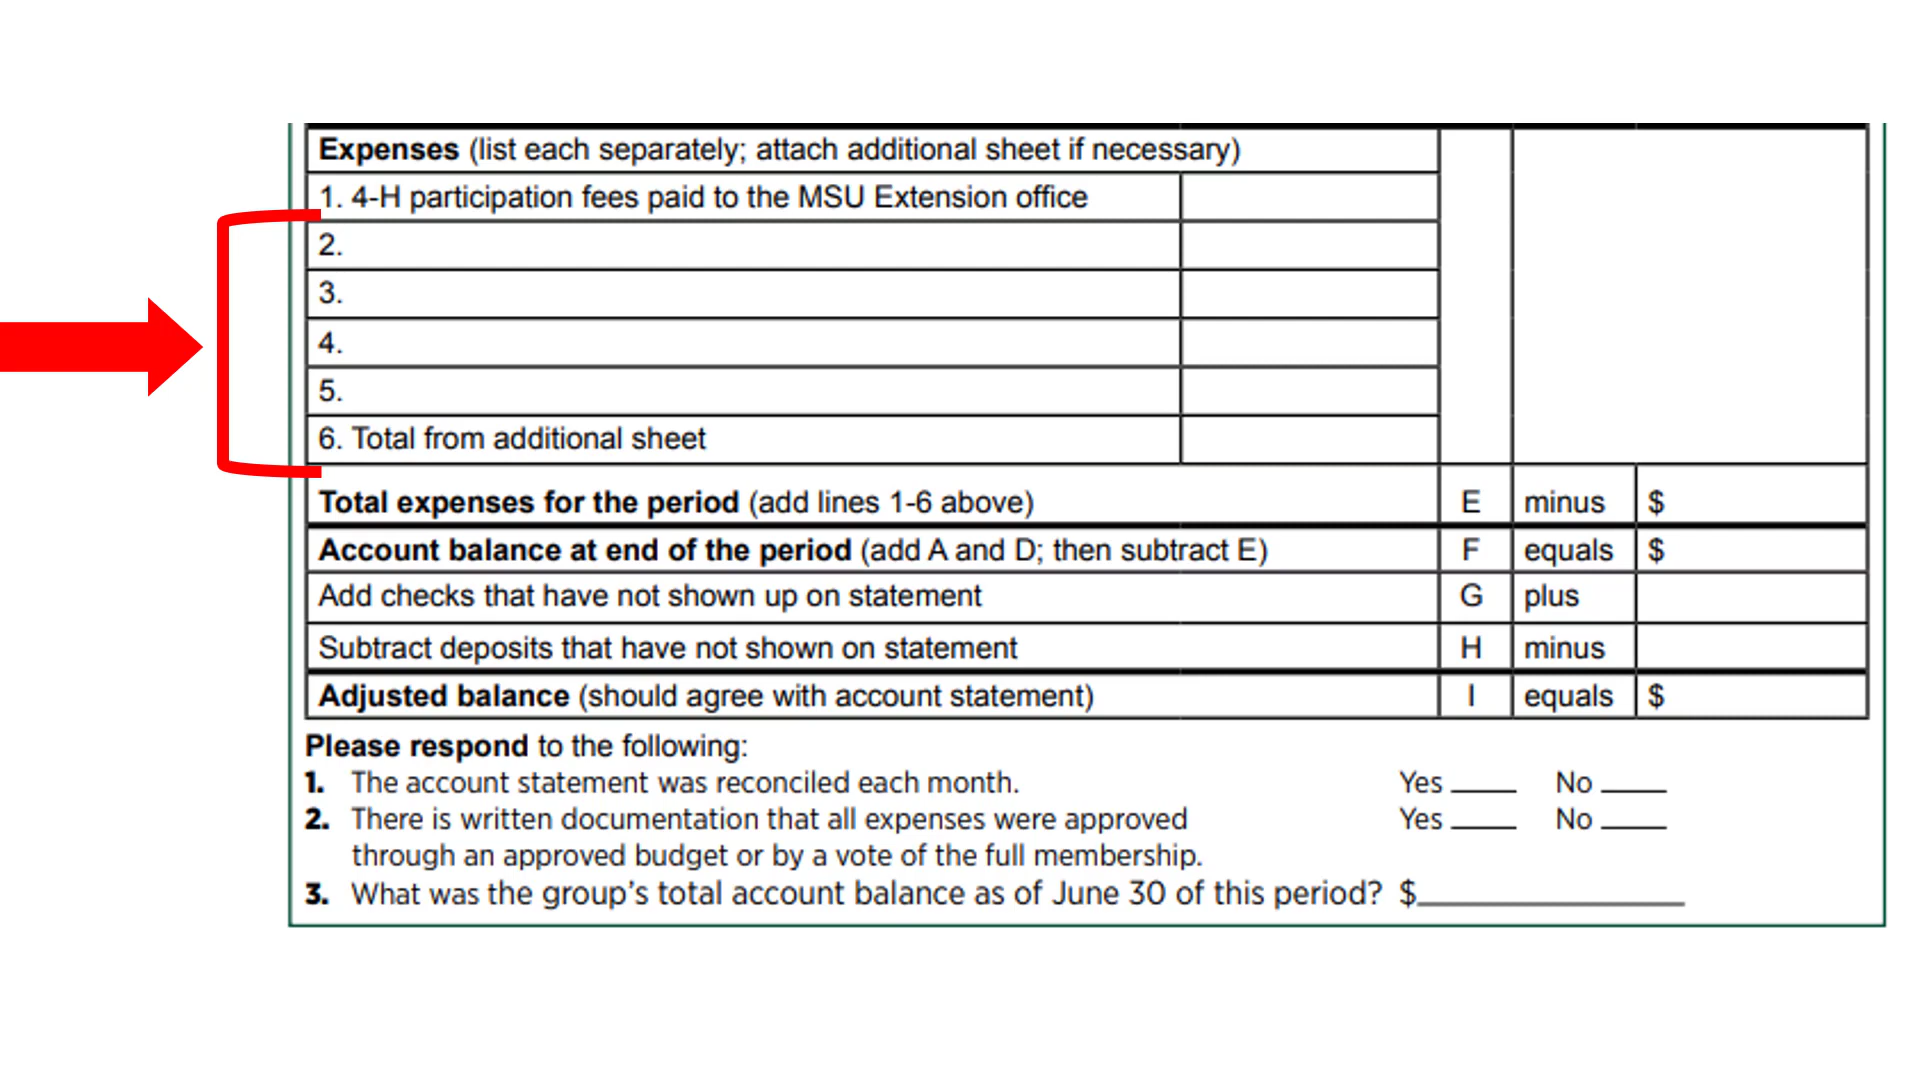 Expenses (list each separately; attach additional sheet if necessary)
1. 4-H participation fees paid to the MSU Extension office
2.
3.
4.
5.
6. Total from additional sheet
Total expenses for the period (add lines 1-6 above) E minus $
Account balance at end of the period (add A and D; then subtract E) F equals $
Add checks that have not shown up on statement G plus
Subtract deposits that have not shown on statement H minus
Adjusted balance (should agree with account statement) I equals $
Please respond to the following:
1. The account statement was reconciled each month. Yes ____ No ____
2. There is written documentation that all expenses were approved Yes ____ No ____
through an approved budget or by a vote of the full membership.
3. What was the group’s total account balance as of June 30 of this period? $________________